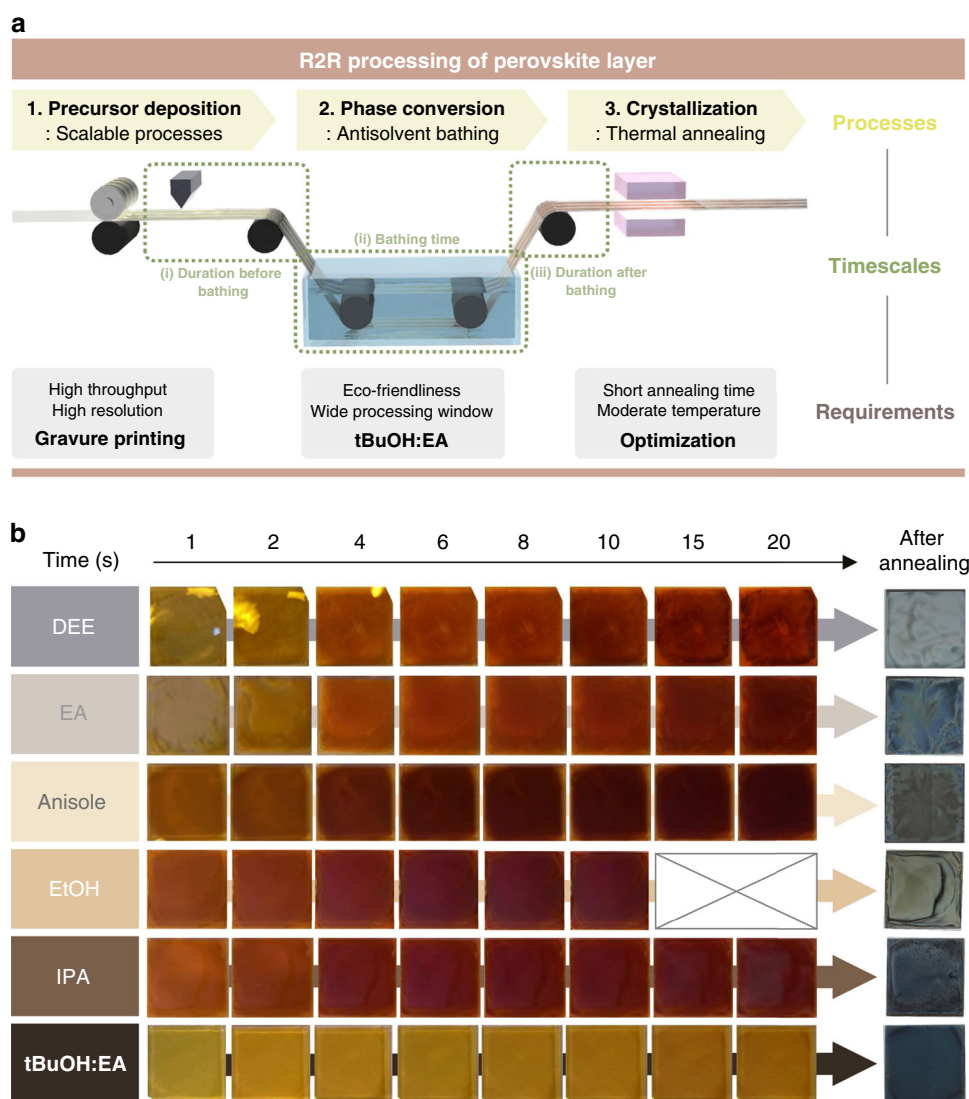 a
R2R processing of perovskite layer
1. Precursor deposition
: Scalable processes
2. Phase conversion
: Antisolvent bathing
3. Crystallization
: Thermal annealing
Processes
(i) Duration before
bathing
(ii) Bathing time
(iii) Duration after
bathing
Timescales
High throughput
High resolution
Gravure printing
Eco-friendliness
Wide processing window
tBuOH:EA
Short annealing time
Moderate temperature
Optimization
Requirements
b
Time (s)
1 2 4 6 8 10 15 20
After
annealing
DEE
EA
Anisole
EtOH
IPA
tBuOH:EA